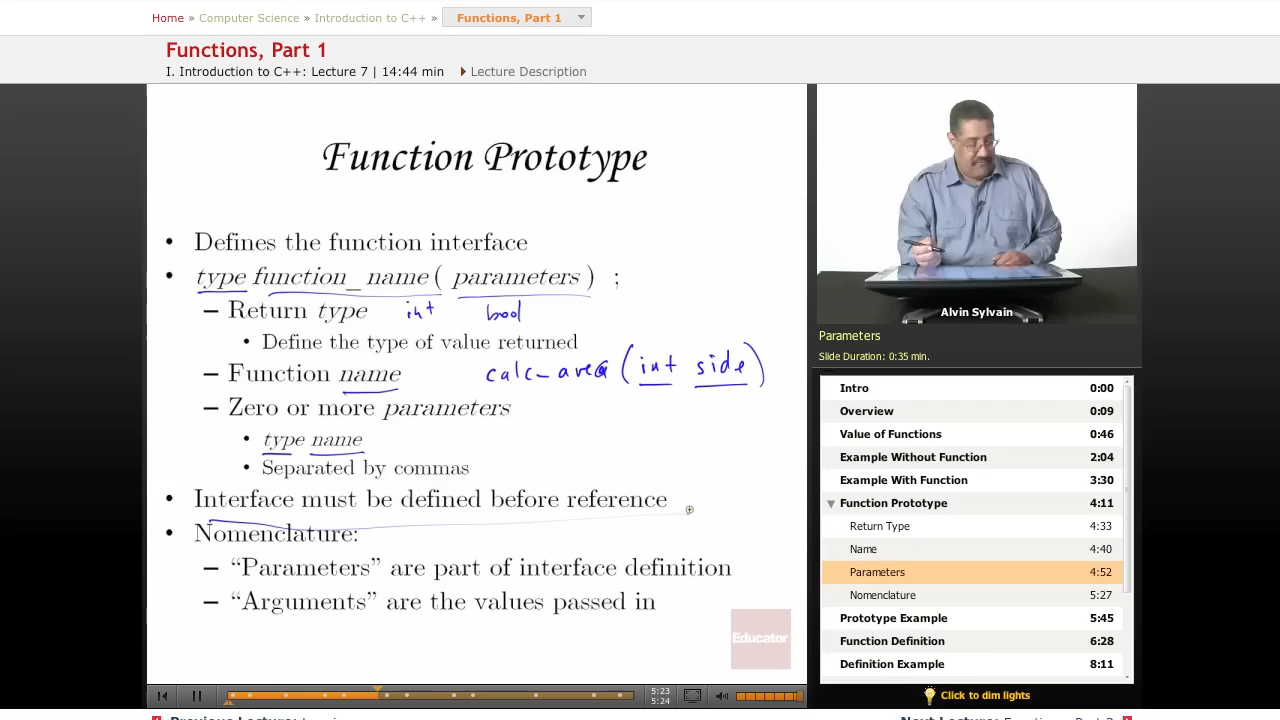 Home » Computer Science » Introduction to C++ » Functions, Part 1
Functions, Part 1
I. Introduction to C++: Lecture 7 | 14:44 min Lecture Description
Function Prototype
• Defines the function interface
• type function_name ( parameters ) ;
– Return type int bool
• Define the type of value returned
– Function name calc_area (int side)
– Zero or more parameters
• type name
• Separated by commas
• Interface must be defined before reference
• Nomenclature:
– “Parameters” are part of interface definition
– “Arguments” are the values passed in
Educator
5:23
5:24
Alvin Sylvain
Parameters
Slide Duration: 0:35 min.
Intro 0:00
Overview 0:09
Value of Functions 0:46
Example Without Function 2:04
Example With Function 3:30
Function Prototype 4:11
Return Type 4:33
Name 4:40
Parameters 4:52
Nomenclature 5:27
Prototype Example 5:45
Function Definition 6:28
Definition Example 8:11
Click to dim lights